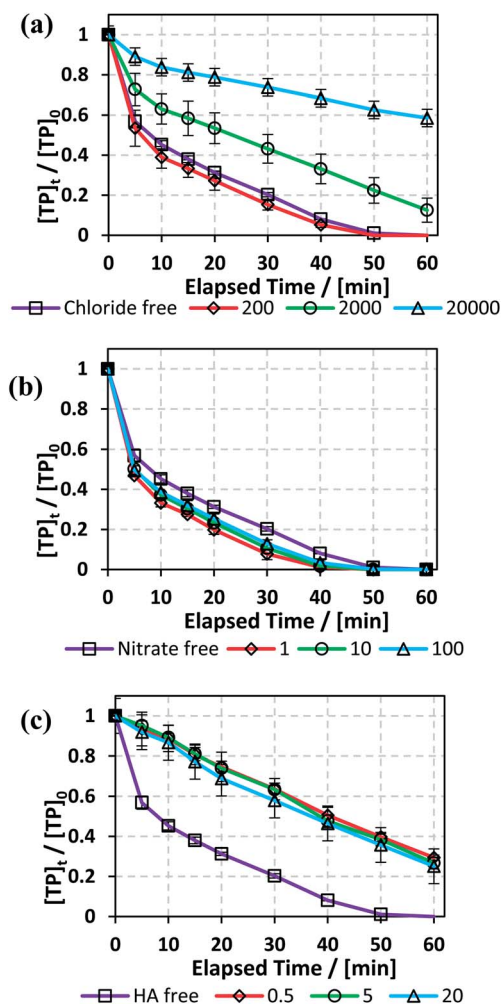 (a)
[TP]t / [TP]0
1
0.8
0.6
0.4
0.2
0
0 10 20 30 40 50 60
Elapsed Time / [min]
Chloride free 200 2000 20000
(b)
[TP]t / [TP]0
1
0.8
0.6
0.4
0.2
0
0 10 20 30 40 50 60
Elapsed Time / [min]
Nitrate free 1 10 100
(c)
[TP]t / [TP]0
1
0.8
0.6
0.4
0.2
0
0 10 20 30 40 50 60
Elapsed Time / [min]
HA free 0.5 5 20